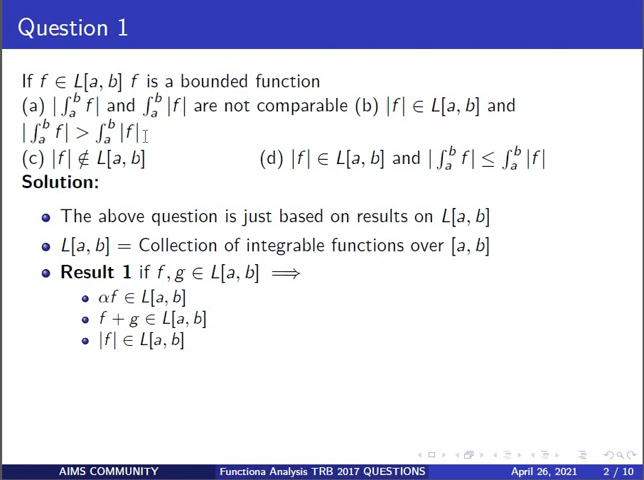 Question 1
If f ∈ L[a, b] f is a bounded function
(a) |∫_a^b f| and ∫_a^b |f| are not comparable (b) |f| ∈ L[a, b] and
|∫_a^b f| > ∫_a^b |f|
(c) |f| ∉ L[a, b] (d) |f| ∈ L[a, b] and |∫_a^b f| ≤ ∫_a^b |f|
Solution:
The above question is just based on results on L[a, b]
L[a, b] = Collection of integrable functions over [a, b]
Result 1 if f, g ∈ L[a, b] ⟹
αf ∈ L[a, b]
f + g ∈ L[a, b]
|f| ∈ L[a, b]
AIMS COMMUNITY Functiona Analysis TRB 2017 QUESTIONS April 26, 2021 2 / 10